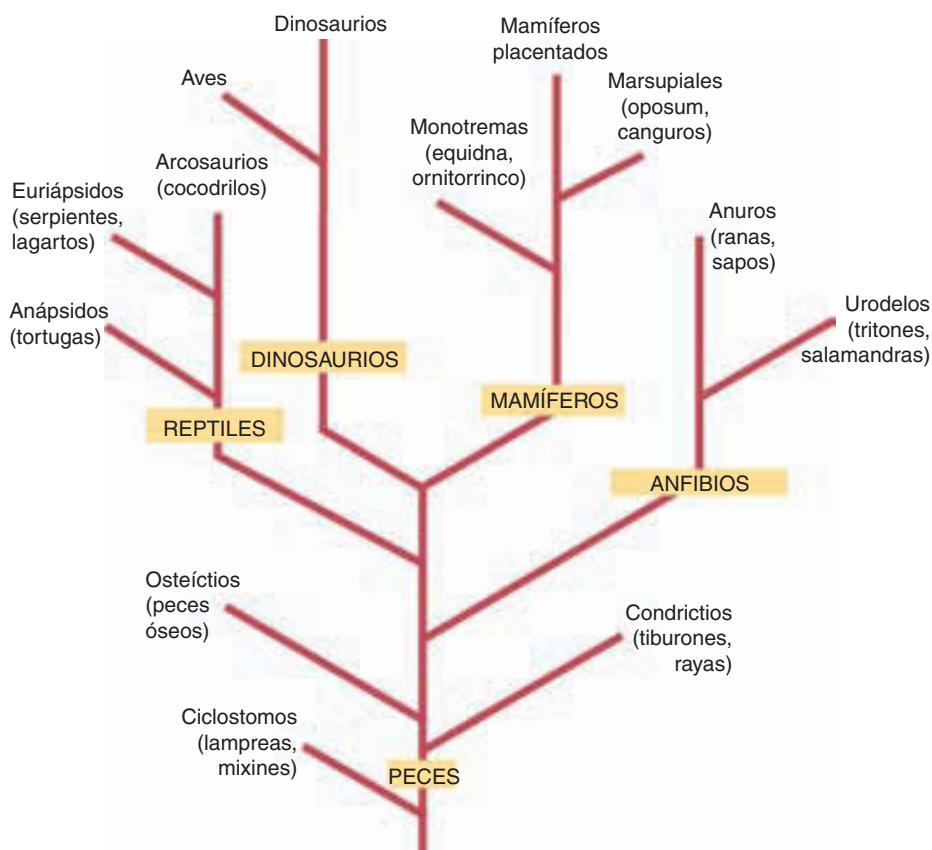 Dinosaurios
Mamíferos
placentados
Aves
Marsupiales
(oposum,
canguros)
Monotremas
(equidna,
ornitorrinco)
Arcosaurios
(cocodrilos)
Euriápsidos
(serpientes,
lagartos)
Anuros
(ranas,
sapos)
Anápsidos
(tortugas)
Urodelos
(tritones,
salamandras)
DINOSAURIOS
MAMÍFEROS
REPTILES
ANFIBIOS
Osteíctios
(peces
óseos)
Condrictios
(tiburones,
rayas)
Ciclostomos
(lampreas,
mixines)
PECES